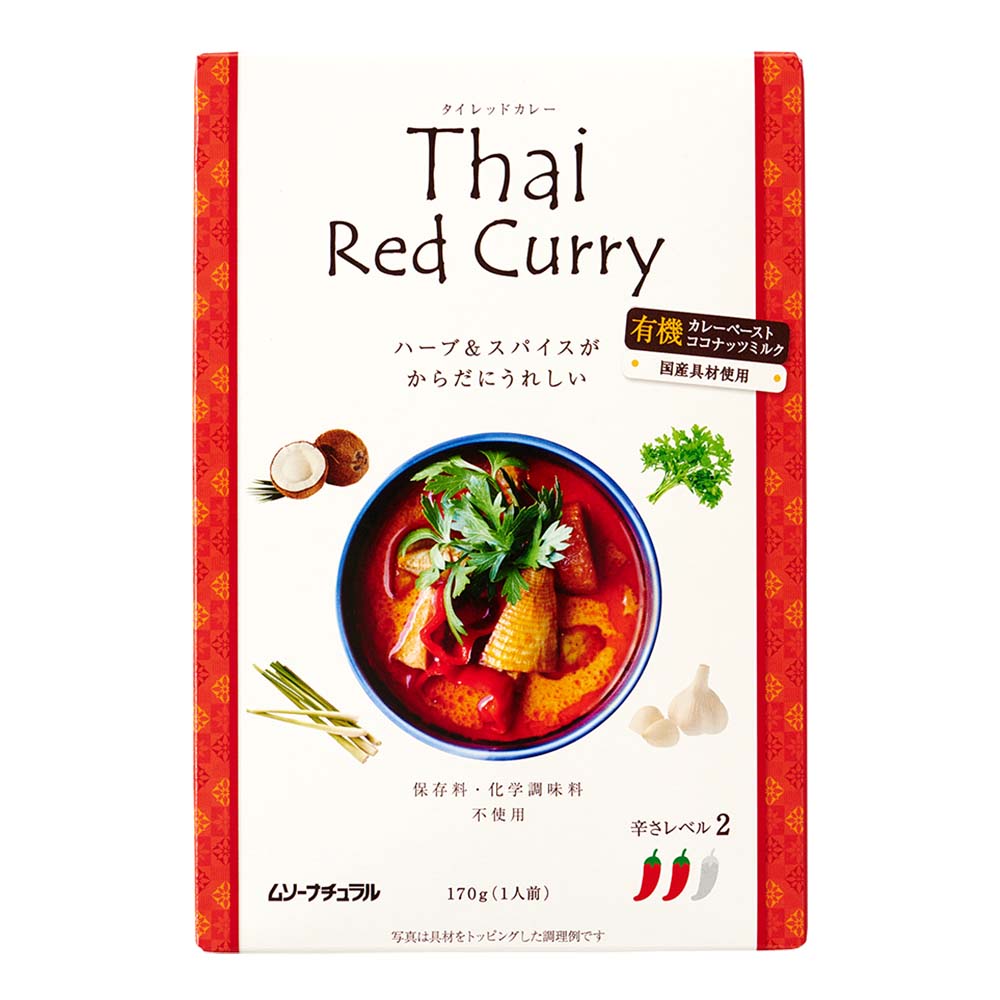 タイレッドカレー
Thai
Red Curry
有機 カレーペースト
ココナッツミルク
国産具材使用
ハーブ&スパイスが
からだにうれしい
保存料・化学調味料
不使用
辛さレベル 2
ムソーナチュラル
170g(1人前)
写真は具材をトッピングした調理例です